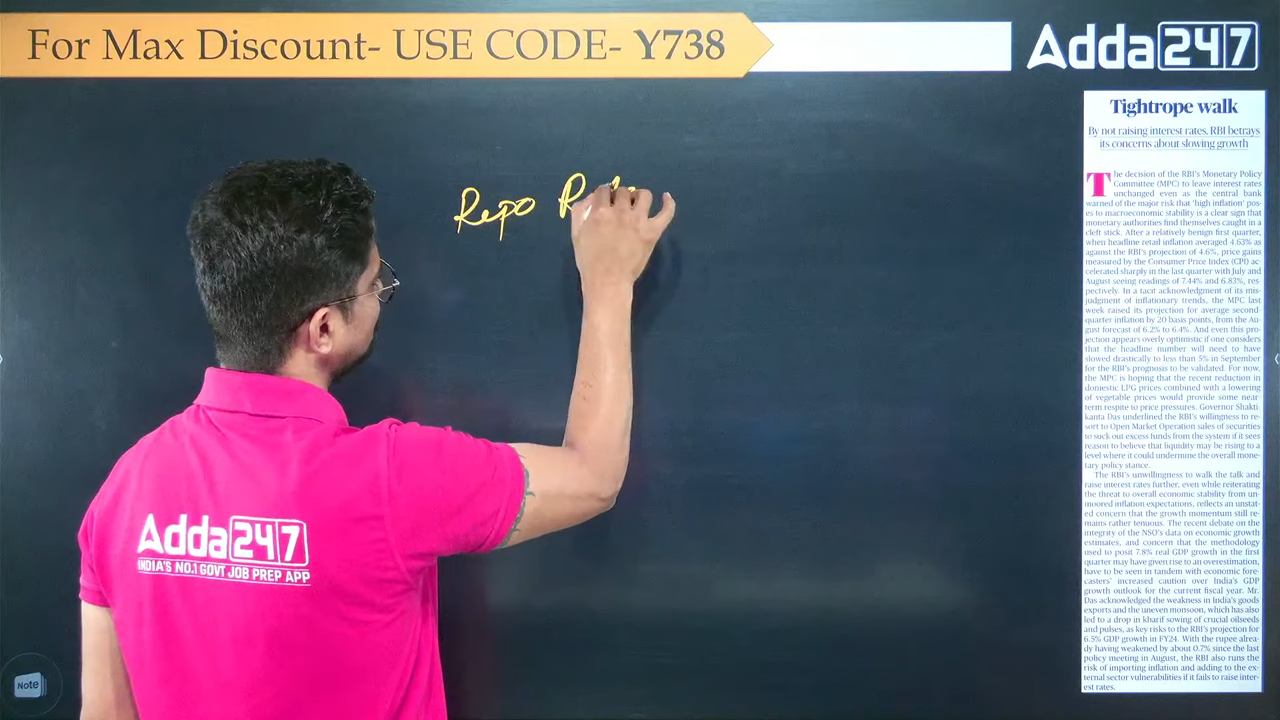 For Max Discount- USE CODE- Y738
Adda247
Repo
Tightrope walk
By not raising interest rates, RBI betrays
its concerns about slowing growth
The decision of the RBI's Monetary Policy
Committee (MPC) to leave interest rates
unchanged even as the central bank
warned of the major risk that 'high inflation' pos-
es to macroeconomic stability is a clear sign that
monetary authorities find themselves caught in a
cleft stick. After a relatively benign first quarter,
when headline retail inflation averaged 4.63% as
against the RBI's projection of 4.6%, price gains
measured by the Consumer Price Index (CPI) ac-
celerated sharply in the last quarter with July and
August seeing readings of 7.44% and 6.83%, res-
pectively. In a tacit acknowledgment of its mis-
judgment of inflationary trends, the MPC last
week raised its projection for average second-
quarter inflation by 20 basis points, from the Au-
gust forecast of 6.2% to 6.4%. And even this pro-
jection appears overly optimistic if one considers
that the headline number will need to have
slowed drastically to less than 5% in September
for the RBI's prognosis to be validated. For now,
the MPC is hoping that the recent reduction in
domestic LPG prices combined with a lowering
of vegetable prices would provide some near-
term respite to price pressures. Governor Shakti-
kanta Das underlined the RBI's willingness to re-
sort to Open Market Operation sales of securities
to suck out excess funds from the system if it sees
reason to believe that liquidity may be rising to a
level where it could undermine the overall mone-
tary policy stance.
The RBI's unwillingness to walk the talk and
raise interest rates further, even while reiterating
the threat to overall economic stability from un-
moored inflation expectations, reflects an unstat-
ed concern that the growth momentum still re-
mains rather tenuous. The recent debate on the
integrity of the NSO's data on economic growth
estimates, and concern that the methodology
used to posit 7.8% real GDP growth in the first
quarter may have given rise to an overestimation,
have to be seen in tandem with economic fore-
casters' increased caution over India's GDP
growth outlook for the current fiscal year. Mr.
Das acknowledged the weakness in India's goods
exports and the uneven monsoon, which has also
led to a drop in kharif sowing of crucial oilseeds
and pulses, as key risks to the RBI's projection for
6.5% GDP growth in FY24. With the rupee alrea-
dy having weakened by about 0.7% since the last
policy meeting in August, the RBI also runs the
risk of importing inflation and adding to the ex-
ternal sector vulnerabilities if it fails to raise inter-
est rates.
Adda247
INDIA'S NO.1 GOVT JOB PREP APP
Note